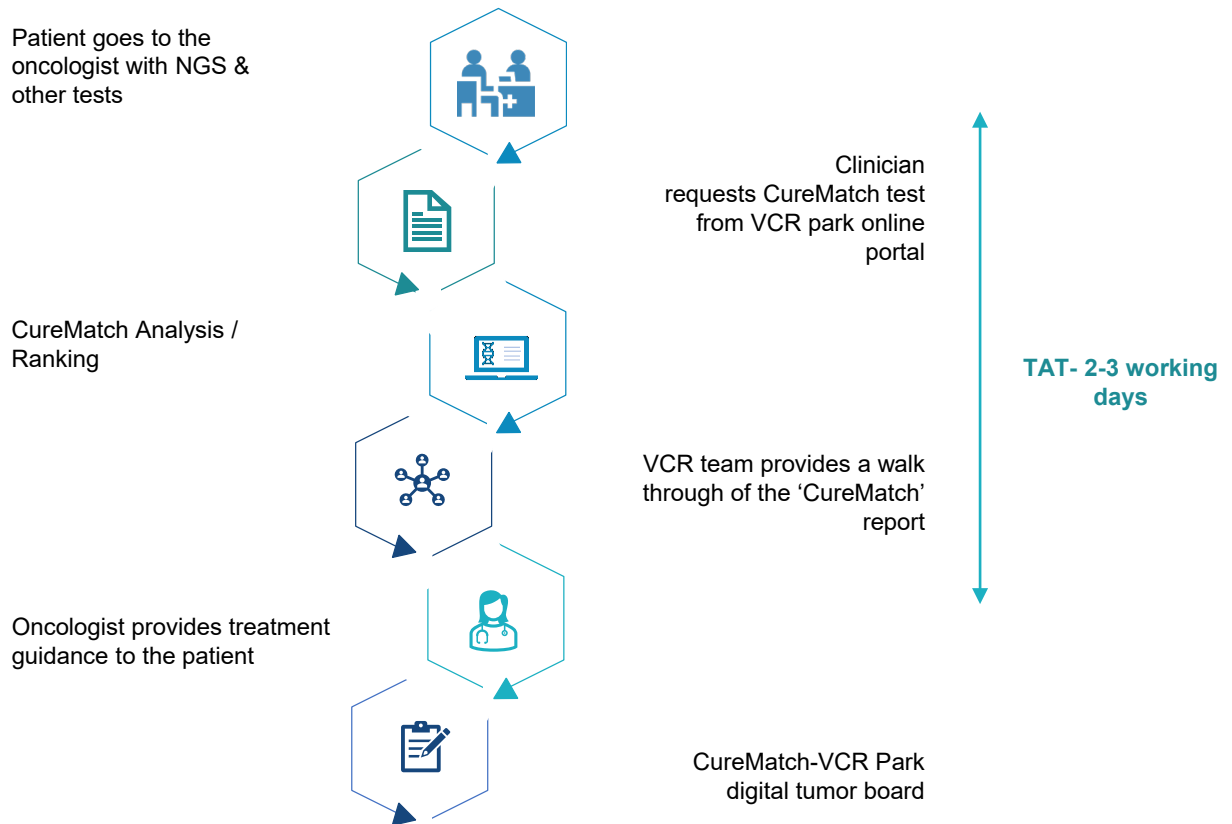 Patient goes to the
oncologist with NGS &
other tests
Clinician
requests CureMatch test
from VCR park online
portal
CureMatch Analysis /
Ranking
TAT- 2-3 working
days
VCR team provides a walk
through of the ‘CureMatch’
report
Oncologist provides treatment
guidance to the patient
CureMatch-VCR Park
digital tumor board